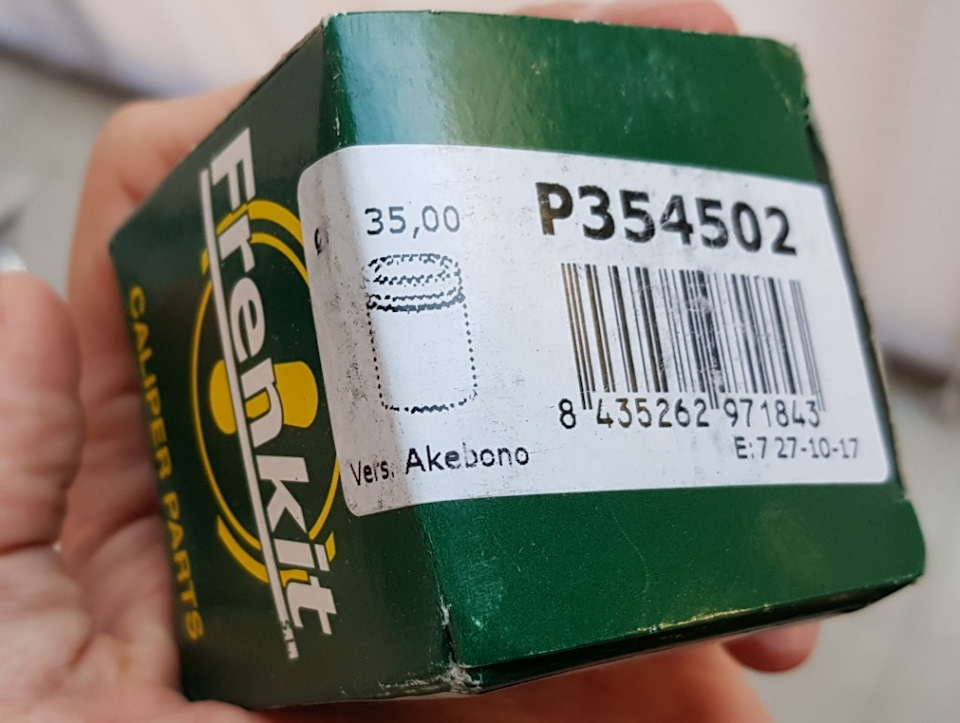 Frenkit
CALIPER PARTS
ø 35,00
P354502
8 435262 971843
Vers. Akebono
E:7 27-10-17